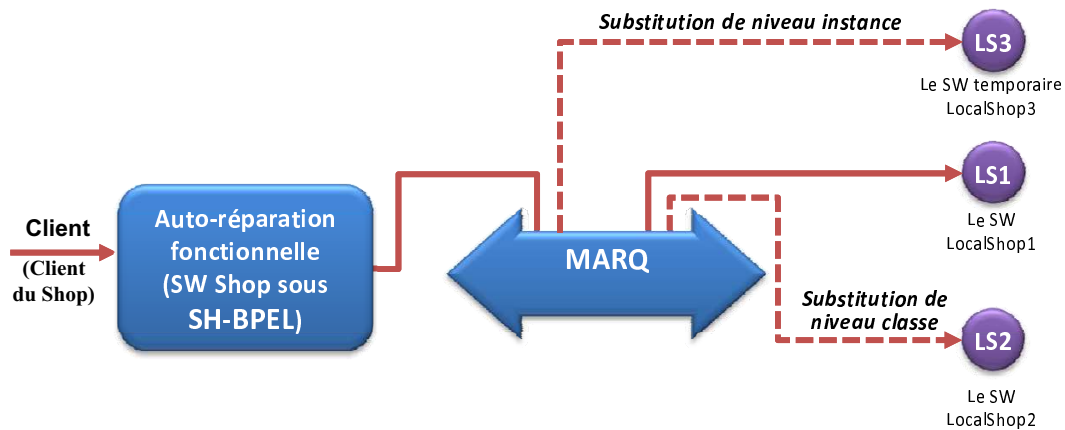 Substitution de niveau instance
LS3
Le SW temporaire
LocalShop3
LS1
Le SW
LocalShop1
Client
(Client
du Shop)
Auto-réparation
fonctionnelle
(SW Shop sous
SH-BPEL)
MARQ
Substitution de
niveau classe
LS2
Le SW
LocalShop2